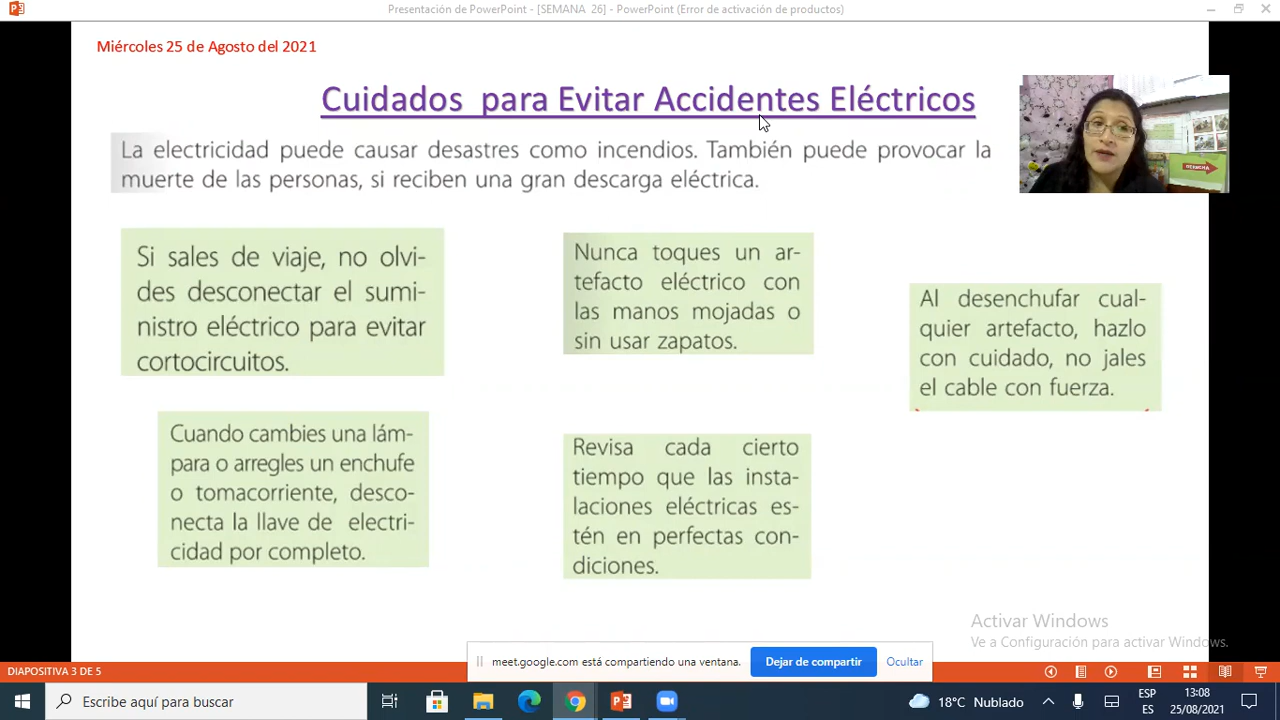 Presentación de PowerPoint - [SEMANA  26] - PowerPoint (Error de activación de productos)
Miércoles 25 de Agosto del 2021
Cuidados  para Evitar Accidentes Eléctricos
La electricidad puede causar desastres como incendios. También puede provocar la
muerte de las personas, si reciben una gran descarga eléctrica.
Si sales de viaje, no olvi-
des desconectar el sumi-
nistro eléctrico para evitar
cortocircuitos.
Nunca toques un ar-
tefacto eléctrico con
las manos mojadas o
sin usar zapatos.
Al desenchufar cual-
quier artefacto, hazlo
con cuidado, no jales
el cable con fuerza.
Cuando cambies una lám-
para o arregles un enchufe
o tomacorriente, desco-
necta la llave de electri-
cidad por completo.
Revisa cada cierto
tiempo que las insta-
laciones eléctricas es-
tén en perfectas con-
diciones.
Activar Windows
Ve a Configuración para activar Windows.
meet.google.com está compartiendo una ventana.
Dejar de compartir
Ocultar
DIAPOSITIVA 3 DE 5
Escribe aquí para buscar
18°C Nublado
ESP
ES
13:08
25/08/2021